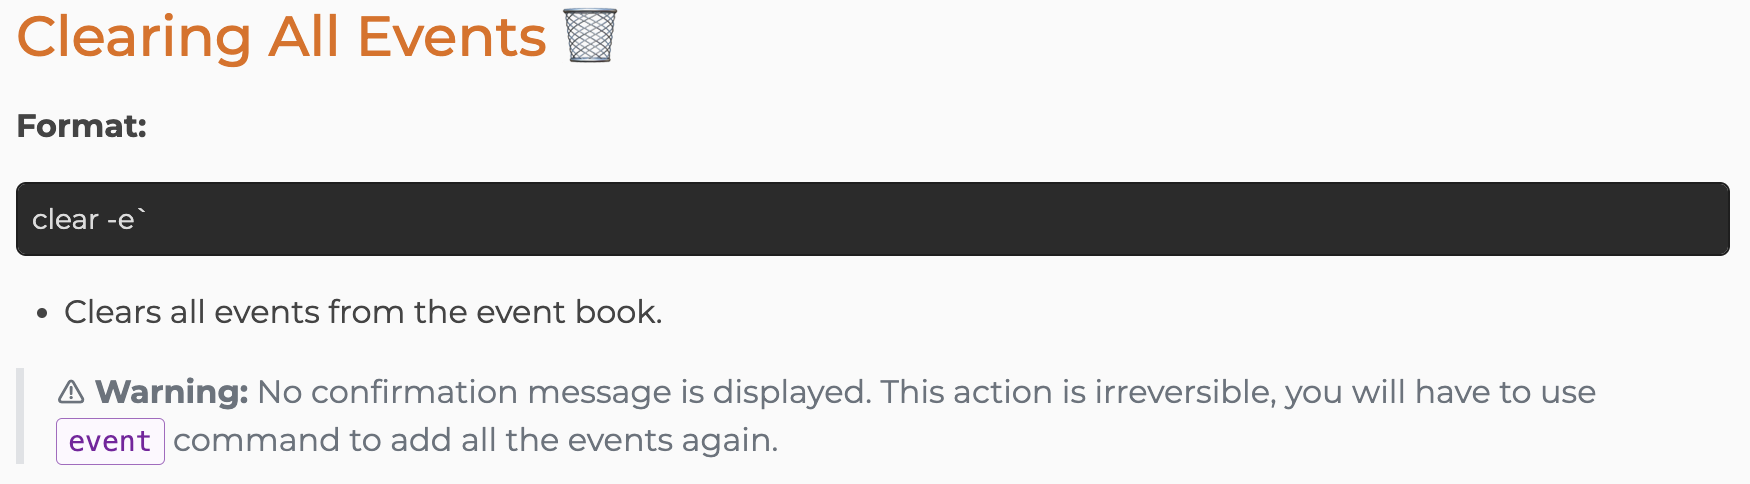 Clearing All Events
Format:
clear -e`
• Clears all events from the event book.
⚠ Warning: No confirmation message is displayed. This action is irreversible, you will have to use
event command to add all the events again.